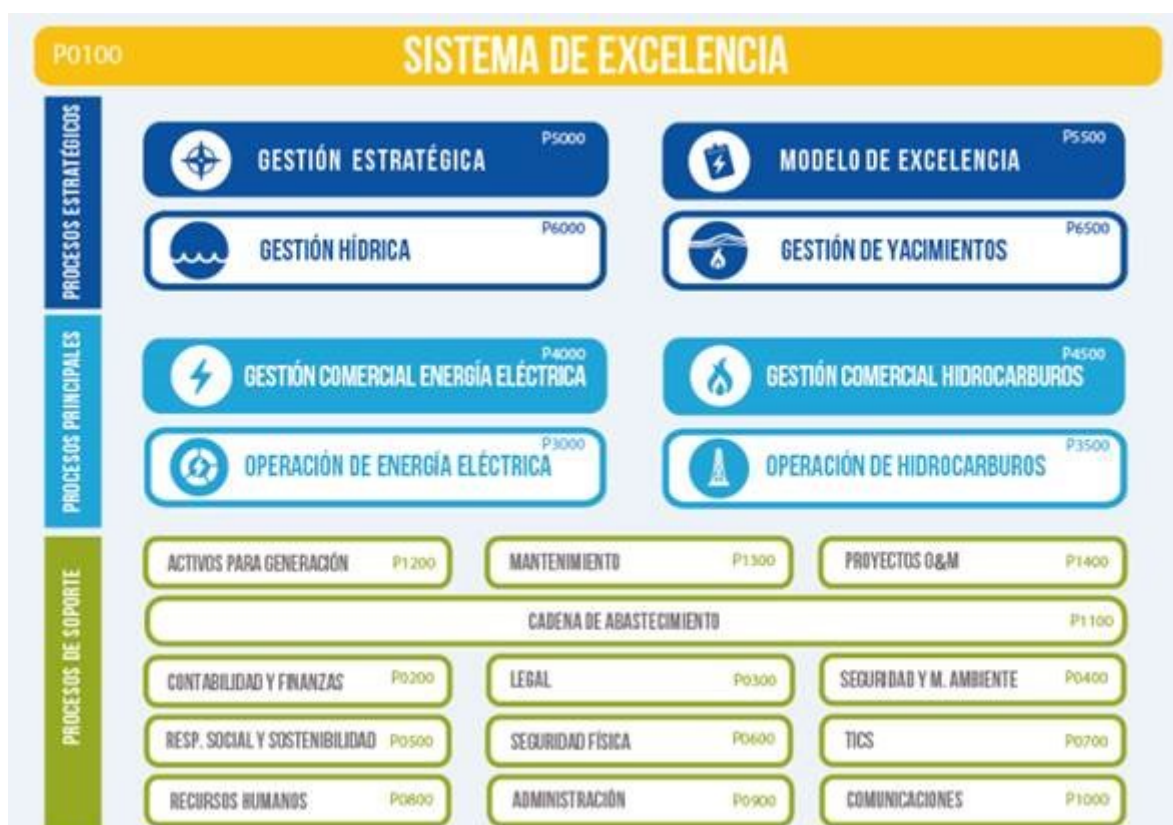 P0100 SISTEMA DE EXCELENCIA
PROCESOS ESTRATÉGICOS
GESTIÓN ESTRATÉGICA P5000
MODELO DE EXCELENCIA P5500
GESTIÓN HÍDRICA P6000
GESTIÓN DE YACIMIENTOS P6500
PROCESOS PRINCIPALES
GESTIÓN COMERCIAL ENERGÍA ELÉCTRICA P4000
GESTIÓN COMERCIAL HIDROCARBUROS P4500
OPERACIÓN DE ENERGÍA ELÉCTRICA P3000
OPERACIÓN DE HIDROCARBUROS P3500
PROCESOS DE SOPORTE
ACTIVOS PARA GENERACIÓN P1200
MANTENIMIENTO P1300
PROYECTOS O&M P1400
CADENA DE ABASTECIMIENTO P1100
CONTABILIDAD Y FINANZAS P0200
LEGAL P0300
SEGURIDAD Y M. AMBIENTE P0400
RESP. SOCIAL Y SOSTENIBILIDAD P0500
SEGURIDAD FÍSICA P0600
TICS P0700
RECURSOS HUMANOS P0800
ADMINISTRACIÓN P0900
COMUNICACIONES P1000